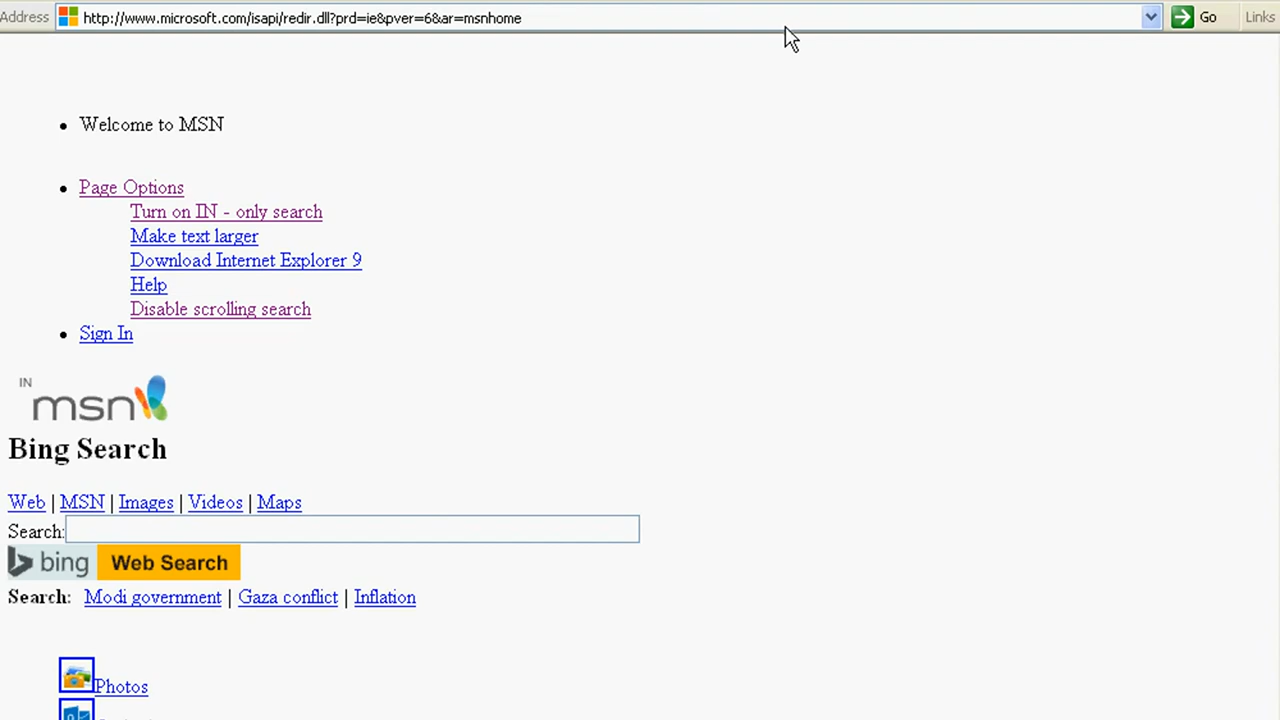 Address http://www.microsoft.com/isapi/redir.dll?prd=ie&pver=6&ar=msnhome Go Links
Welcome to MSN
Page Options
Turn on IN - only search
Make text larger
Download Internet Explorer 9
Help
Disable scrolling search
Sign In
IN
msn
Bing Search
Web | MSN | Images | Videos | Maps
Search:
bing Web Search
Search: Modi government | Gaza conflict | Inflation
Photos